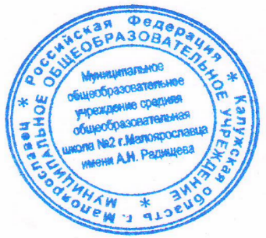 Российская Федерация * Калужская область г. Малоярославец *
МУНИЦИПАЛЬНОЕ ОБЩЕОБРАЗОВАТЕЛЬНОЕ УЧРЕЖДЕНИЕ *
Муниципальное
общеобразовательное
учреждение средняя
общеобразовательная
школа №2 г.Малоярославца
имени А.Н. Радищева